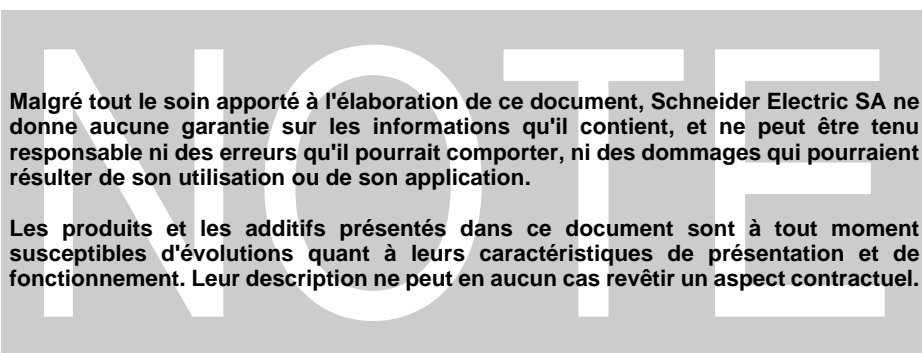 NOTE
Malgré tout le soin apporté à l'élaboration de ce document, Schneider Electric SA ne
donne aucune garantie sur les informations qu'il contient, et ne peut être tenu
responsable ni des erreurs qu'il pourrait comporter, ni des dommages qui pourraient
résulter de son utilisation ou de son application.
Les produits et les additifs présentés dans ce document sont à tout moment
susceptibles d'évolutions quant à leurs caractéristiques de présentation et de
fonctionnement. Leur description ne peut en aucun cas revêtir un aspect contractuel.